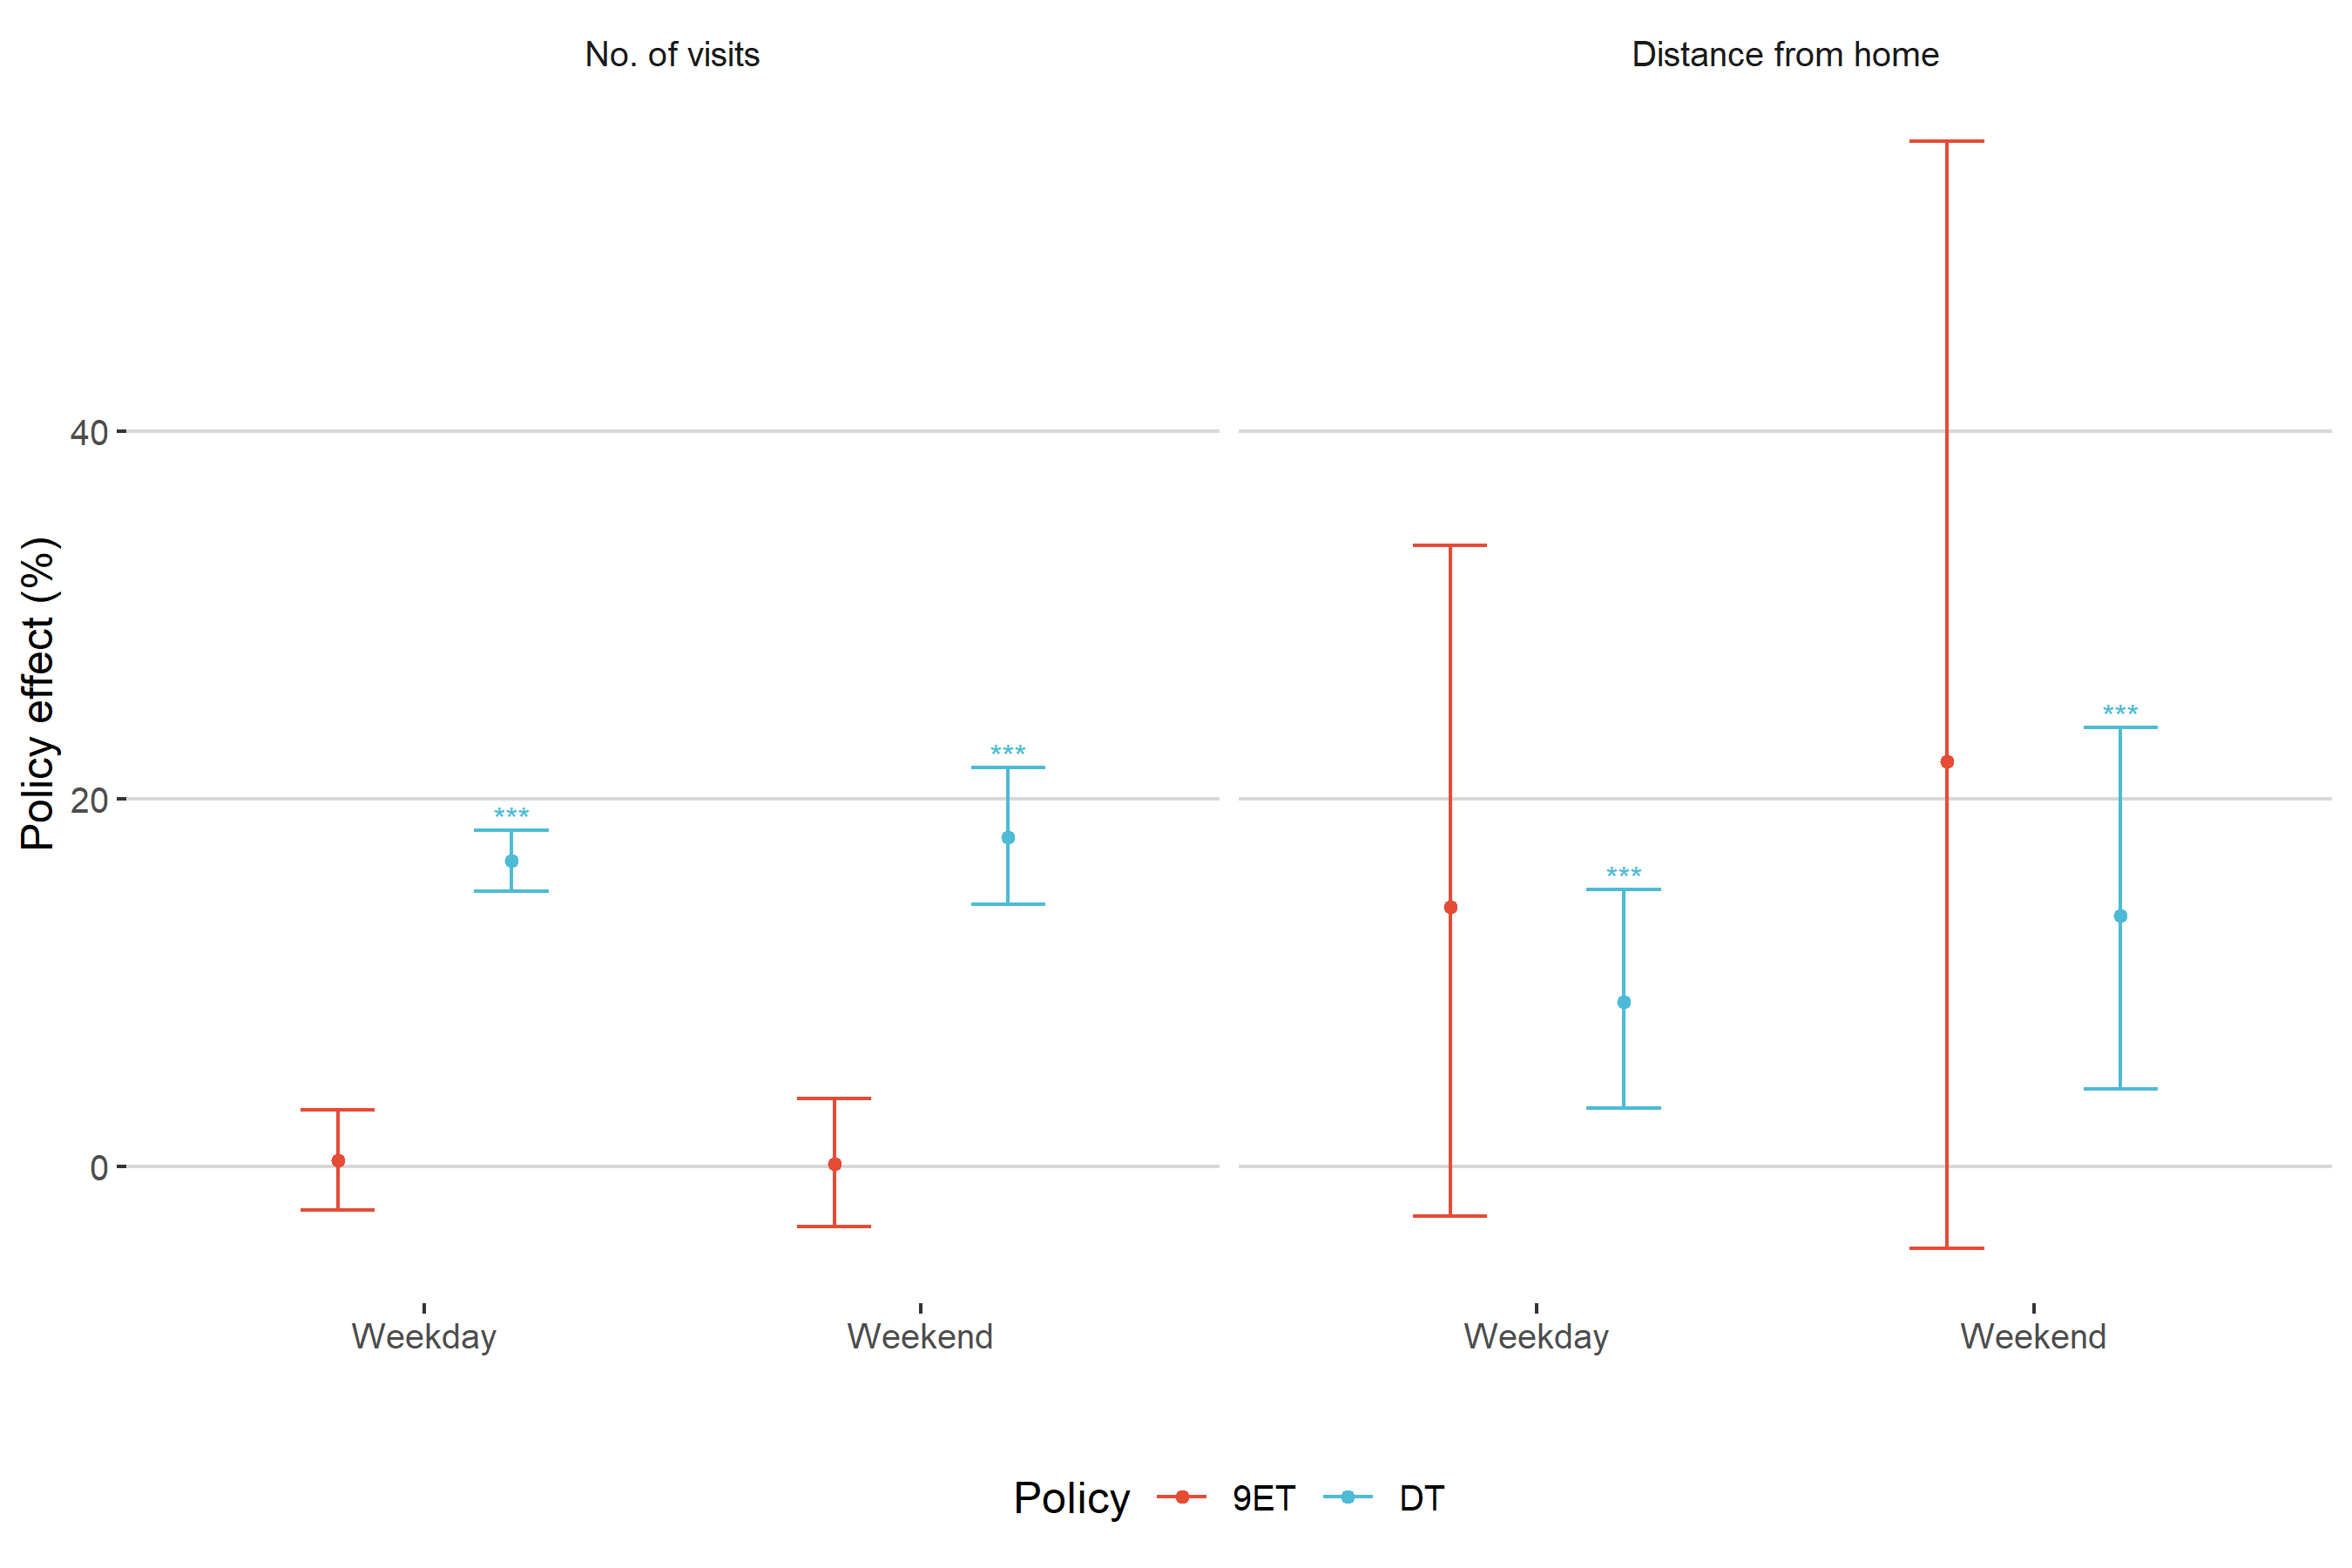 No. of visits
Distance from home
Policy effect (%)
40
20
0
***
***
***
***
Weekday
Weekend
Weekday
Weekend
Policy 9ET DT